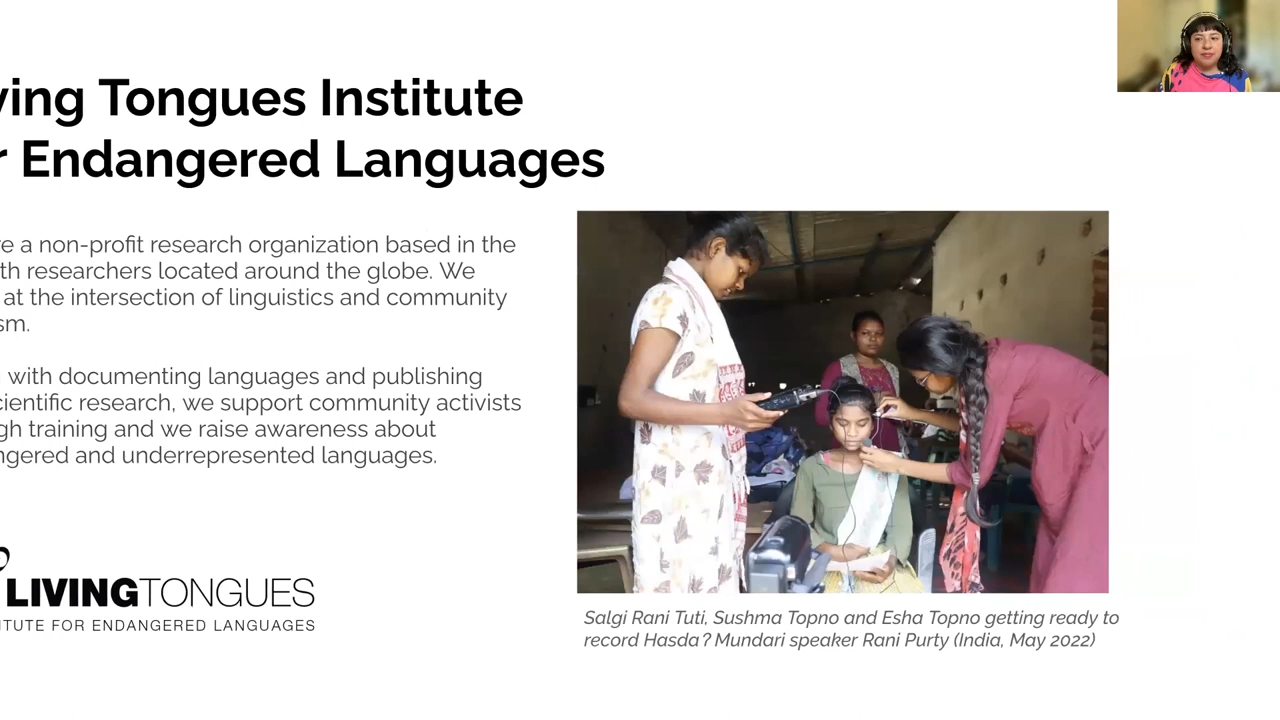 ving Tongues Institute
r Endangered Languages
re a non-profit research organization based in the
th researchers located around the globe. We
at the intersection of linguistics and community
sm.
with documenting languages and publishing
cientific research, we support community activists
gh training and we raise awareness about
ngered and underrepresented languages.
LIVINGTONGUES
ITUTE FOR ENDANGERED LANGUAGES
Salgi Rani Tuti, Sushma Topno and Esha Topno getting ready to
record Hasdaʔ Mundari speaker Rani Purty (India, May 2022)